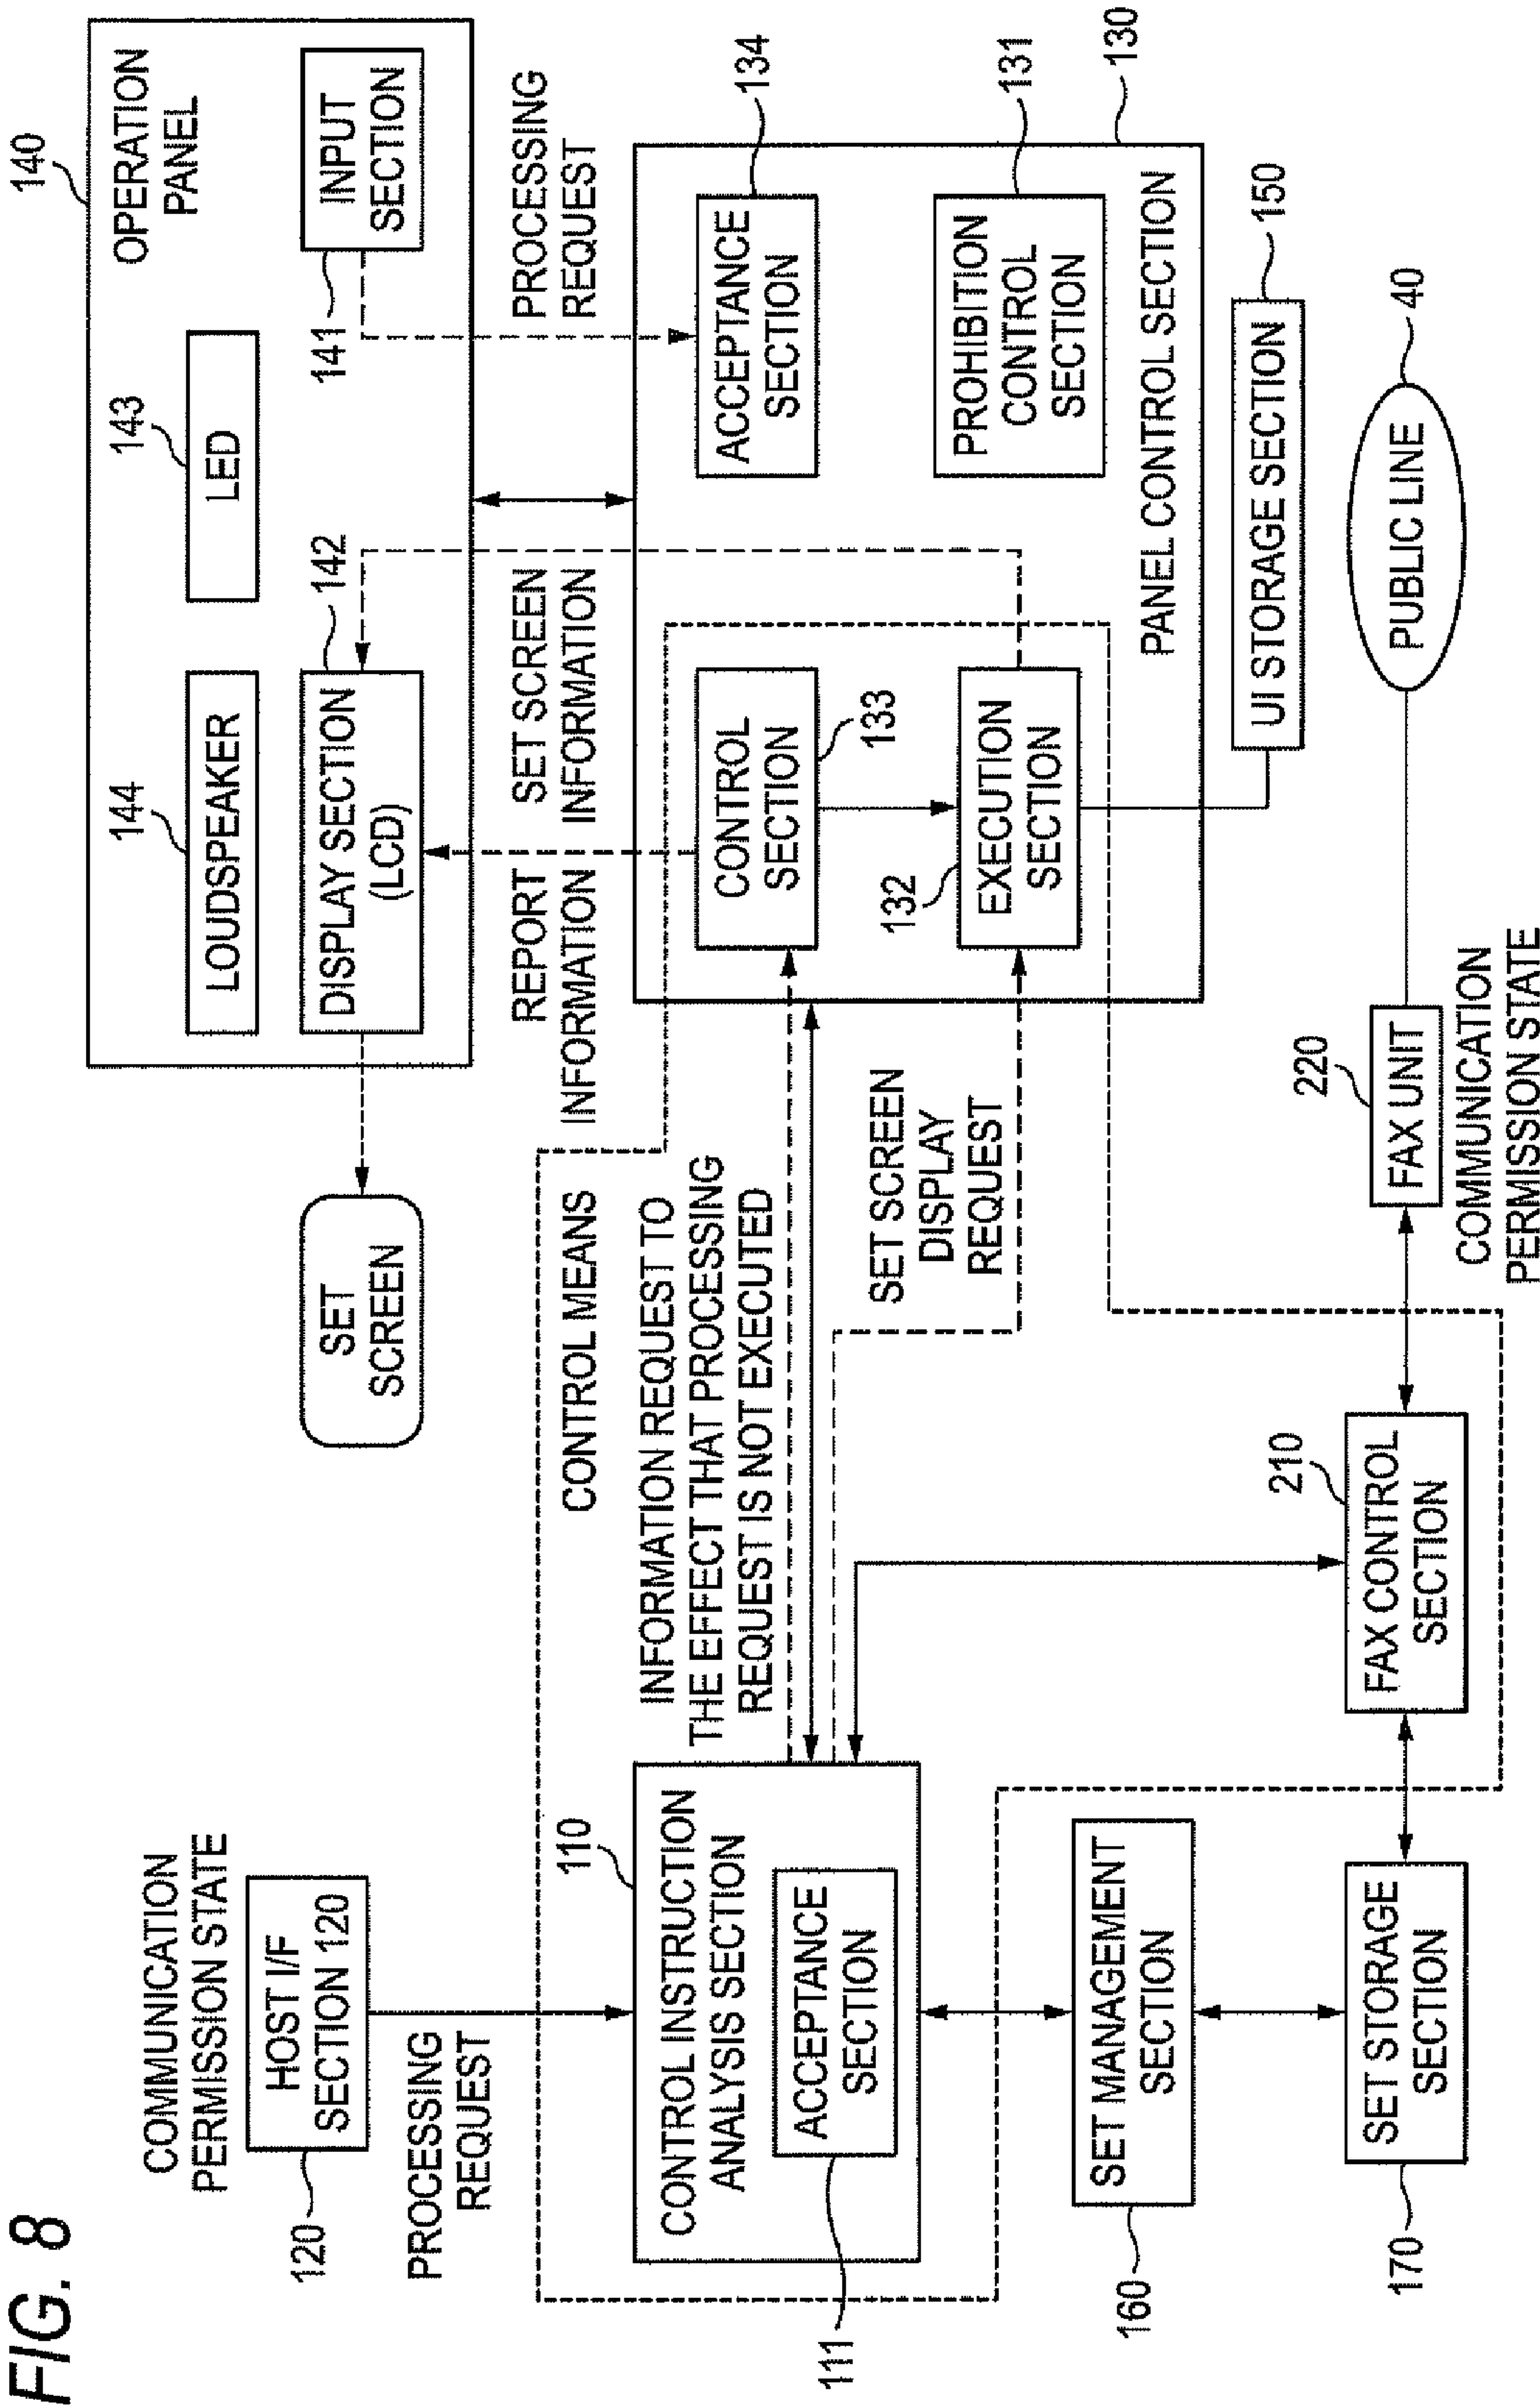 FIG. 8
COMMUNICATION
PERMISSION STATE
HOST I/F
SECTION 120
120
PROCESSING
REQUEST
SET
SCREEN
140
OPERATION
PANEL
144
LOUDSPEAKER
143
LED
DISPLAY SECTION
(LCD)
142
INPUT
SECTION
141
CONTROL MEANS
REPORT
INFORMATION
SET SCREEN
INFORMATION
PROCESSING
REQUEST
110
CONTROL INSTRUCTION
ANALYSIS SECTION
ACCEPTANCE
SECTION
111
INFORMATION REQUEST TO
THE EFFECT THAT PROCESSING
REQUEST IS NOT EXECUTED
SET SCREEN
DISPLAY
REQUEST
CONTROL
SECTION
133
ACCEPTANCE
SECTION
134
132
EXECUTION
SECTION
PROHIBITION
CONTROL
SECTION
131
PANEL CONTROL SECTION
130
SET MANAGEMENT
SECTION
160
UI STORAGE SECTION
150
SET STORAGE
SECTION
170
210
FAX CONTROL
SECTION
220
FAX UNIT
PUBLIC LINE
40
COMMUNICATION
PERMISSION STATE